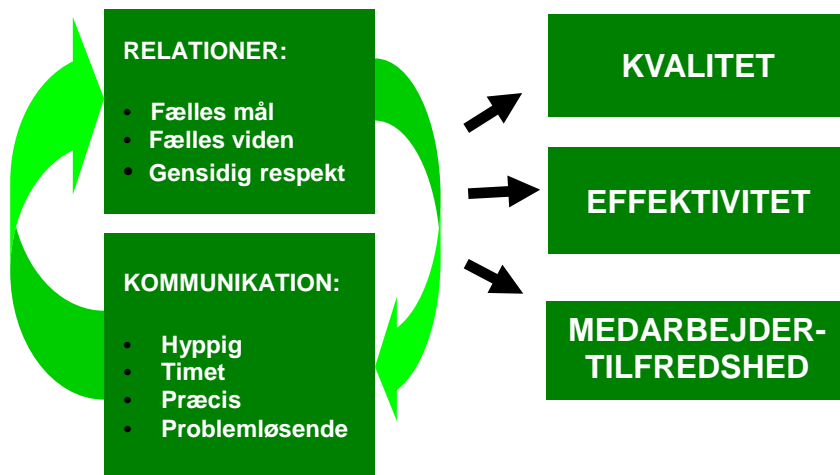 RELATIONER:
• Fælles mål
• Fælles viden
• Gensidig respekt
KOMMUNIKATION:
• Hyppig
• Timet
• Præcis
• Problemløsende
KVALITET
EFFEKTIVITET
MEDARBEJDER-
TILFREDSHED